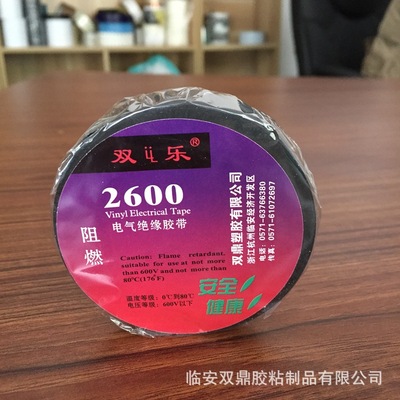 双 乐®
2600
Vinyl Electrical Tape
电气绝缘胶带
阻燃
Caution: Flame retardant,
suitable for use at not more
than 600V and not more than
80℃(176 F)
温度等级：0℃到80℃
电压等级：600V以下
安全
健康
双鼎塑胶有限公司
浙江杭州临安经济开发区
电话：0571-63766380
传真：0571-61072697
临安双鼎胶粘制品有限公司